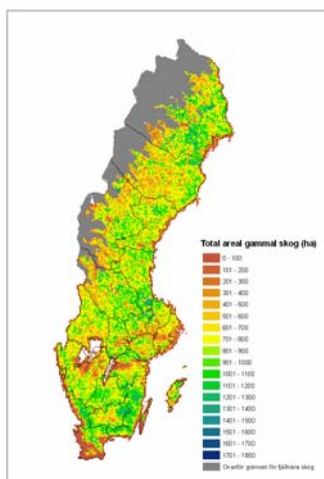 Total areal gammal skog (ha)
0 - 100
101 - 200
201 - 300
301 - 400
401 - 500
501 - 600
601 - 700
701 - 800
801 - 900
901 - 1000
1001 - 1100
1101 - 1200
1201 - 1300
1301 - 1400
1401 - 1500
1501 - 1600
1601 - 1700
1701 - 1800
Ovanför gränsen för fjällnära skog